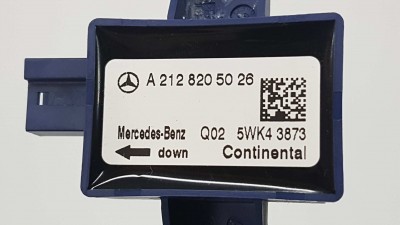 A 212 820 50 26
Mercedes-Benz Q02 5WK4 3873
down Continental